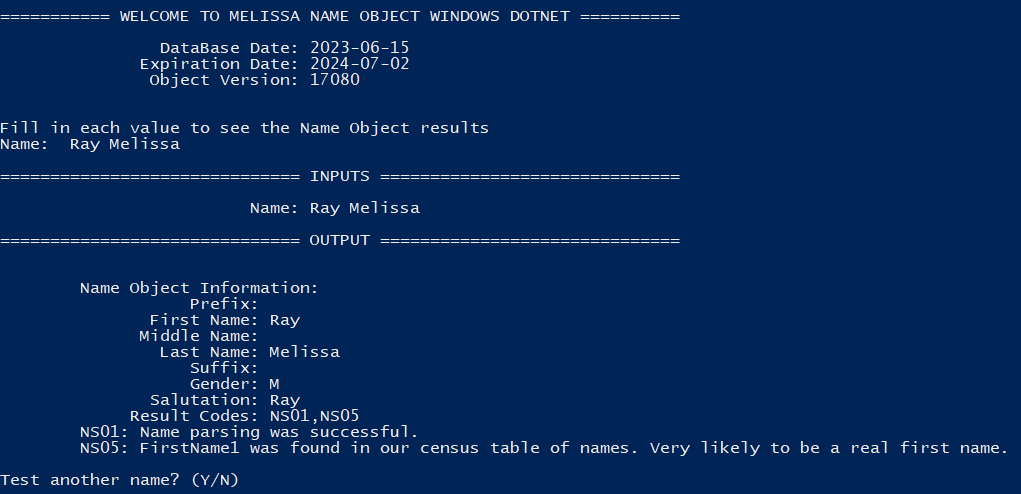 =========== WELCOME TO MELISSA NAME OBJECT WINDOWS DOTNET ==========
DataBase Date: 2023-06-15
Expiration Date: 2024-07-02
Object Version: 17080
Fill in each value to see the Name Object results
Name:  Ray Melissa
============================== INPUTS ==============================
Name: Ray Melissa
============================== OUTPUT ==============================
Name Object Information:
Prefix:
First Name: Ray
Middle Name:
Last Name: Melissa
Suffix:
Gender: M
Salutation: Ray
Result Codes: NS01,NS05
NS01: Name parsing was successful.
NS05: FirstName1 was found in our census table of names. Very likely to be a real first name.
Test another name? (Y/N)